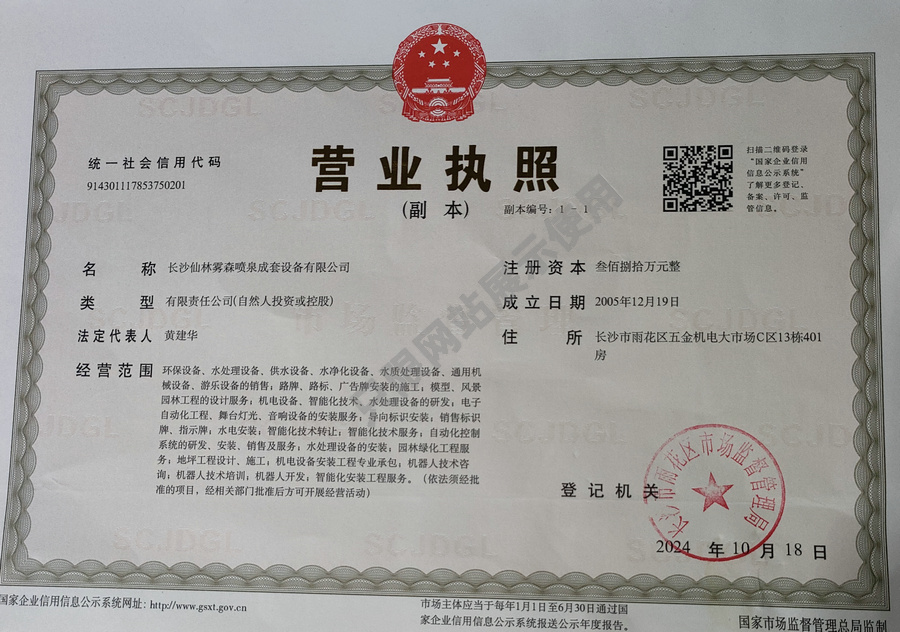 营业执照
(副 本)
副本编号：1－1
统一社会信用代码
914301117853750201
扫描二维码登录
“国家企业信用
信息公示系统”
了解更多登记、
备案、许可、监
管信息。
名 称 长沙仙林雾森喷泉成套设备有限公司
类 型 有限责任公司(自然人投资或控股)
法定代表人 黄建华
经营范围 环保设备、水处理设备、供水设备、水净化设备、水质处理设备、通用机
械设备、游乐设备的销售；路牌、路标、广告牌安装的施工；模型、风景
园林工程的设计服务；机电设备、智能化技术、水处理设备的研发；电子
自动化工程、舞台灯光、音响设备的安装服务；导向标识安装；销售标识
牌、指示牌；水电安装；智能化技术转让；智能化技术服务；自动化控制
系统的研发、安装、销售及服务；水处理设备的安装；园林绿化工程服
务；地坪工程设计、施工；机电设备安装工程专业承包；机器人技术咨
询；机器人技术培训；机器人开发；智能化安装工程服务。（依法须经批
准的项目，经相关部门批准后方可开展经营活动）
注册资本 叁佰捌拾万元整
成立日期 2005年12月19日
住 所 长沙市雨花区五金机电大市场C区13栋401
房
登记机关
长沙市雨花区市场监督管理局
2024 年 10 月 18 日
国家企业信用信息公示系统网址：http://www.gsxt.gov.cn
市场主体应当于每年1月1日至6月30日通过国
家企业信用信息公示系统报送公示年度报告。
国家市场监督管理总局监制
网站展示使用
SCJDGL